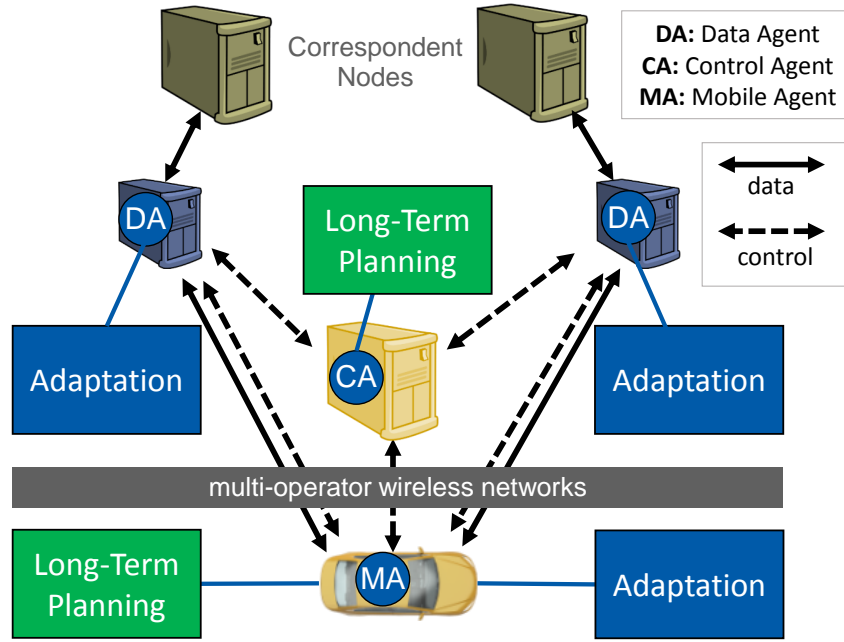 Correspondent
Nodes
DA: Data Agent
CA: Control Agent
MA: Mobile Agent
data
control
DA
Long-Term
Planning
DA
Adaptation
CA
Adaptation
multi-operator wireless networks
Long-Term
Planning
MA
Adaptation